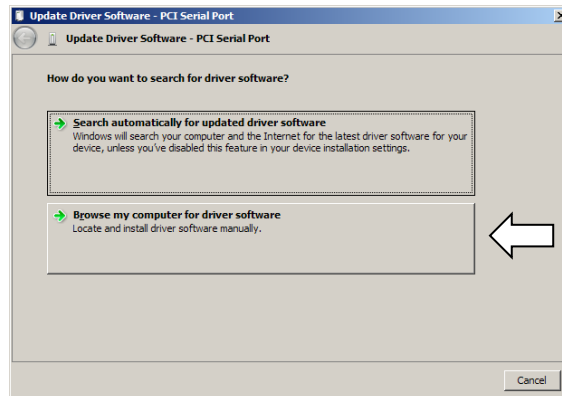 Update Driver Software - PCI Serial Port
Update Driver Software - PCI Serial Port
How do you want to search for driver software?
Search automatically for updated driver software
Windows will search your computer and the Internet for the latest driver software for your
device, unless you've disabled this feature in your device installation settings.
Browse my computer for driver software
Locate and install driver software manually.
Cancel